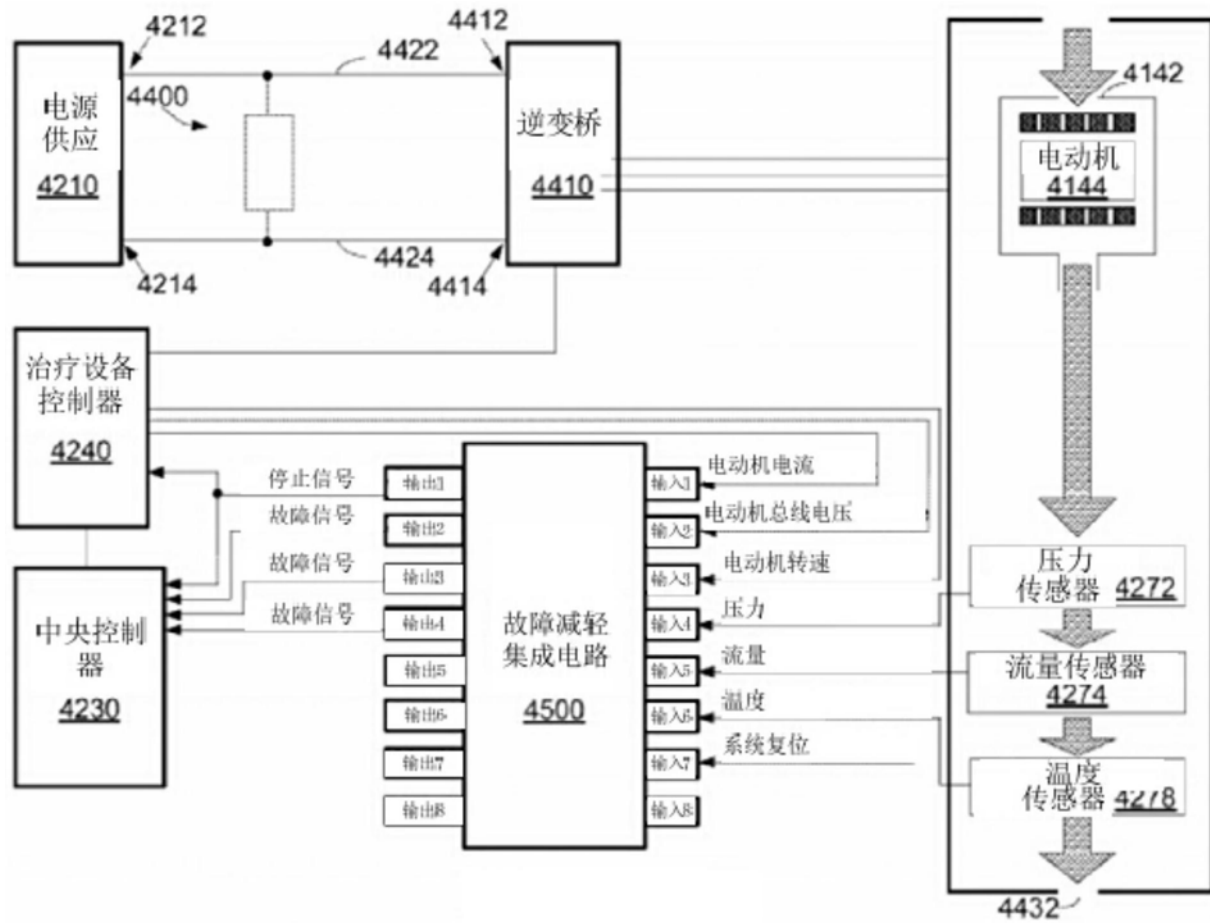 4212
4422
4412
4400
电源
供应
4210
逆变桥
4410
4142
电动机
4144
4214
4424
4414
治疗设备
控制器
4240
中央控制
器
4230
停止信号
故障信号
故障信号
故障信号
输出1
输出2
输出3
输出4
输出5
输出6
输出7
输出8
故障减轻
集成电路
4500
输入1
输入2
输入3
输入4
输入5
输入6
输入7
输入8
电动机电流
电动机总线电压
电动机转速
压力
流量
温度
系统复位
压力
传感器 4272
流量传感器
4274
温度
传感器 4278
4432